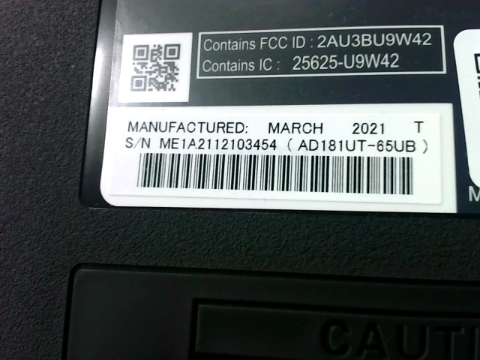 Contains FCC ID : 2AU3BU9W42
Contains IC : 25625-U9W42
MANUFACTURED: MARCH 2021 T
S/N ME1A2112103454 ( AD181UT-65UB )
M
CAUTI